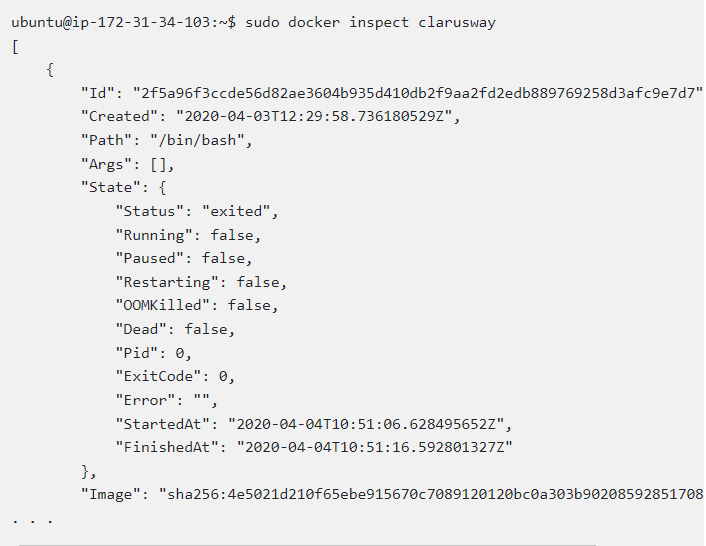 ubuntu@ip-172-31-34-103:~$ sudo docker inspect clarusway
[
    {
        "Id": "2f5a96f3ccde56d82ae3604b935d410db2f9aa2fd2edb889769258d3afc9e7d7"
        "Created": "2020-04-03T12:29:58.736180529Z",
        "Path": "/bin/bash",
        "Args": [],
        "State": {
            "Status": "exited",
            "Running": false,
            "Paused": false,
            "Restarting": false,
            "OOMKilled": false,
            "Dead": false,
            "Pid": 0,
            "ExitCode": 0,
            "Error": "",
            "StartedAt": "2020-04-04T10:51:06.628495652Z",
            "FinishedAt": "2020-04-04T10:51:16.592801327Z"
        },
        "Image": "sha256:4e5021d210f65ebe915670c7089120120bc0a303b90208592851708
. . .